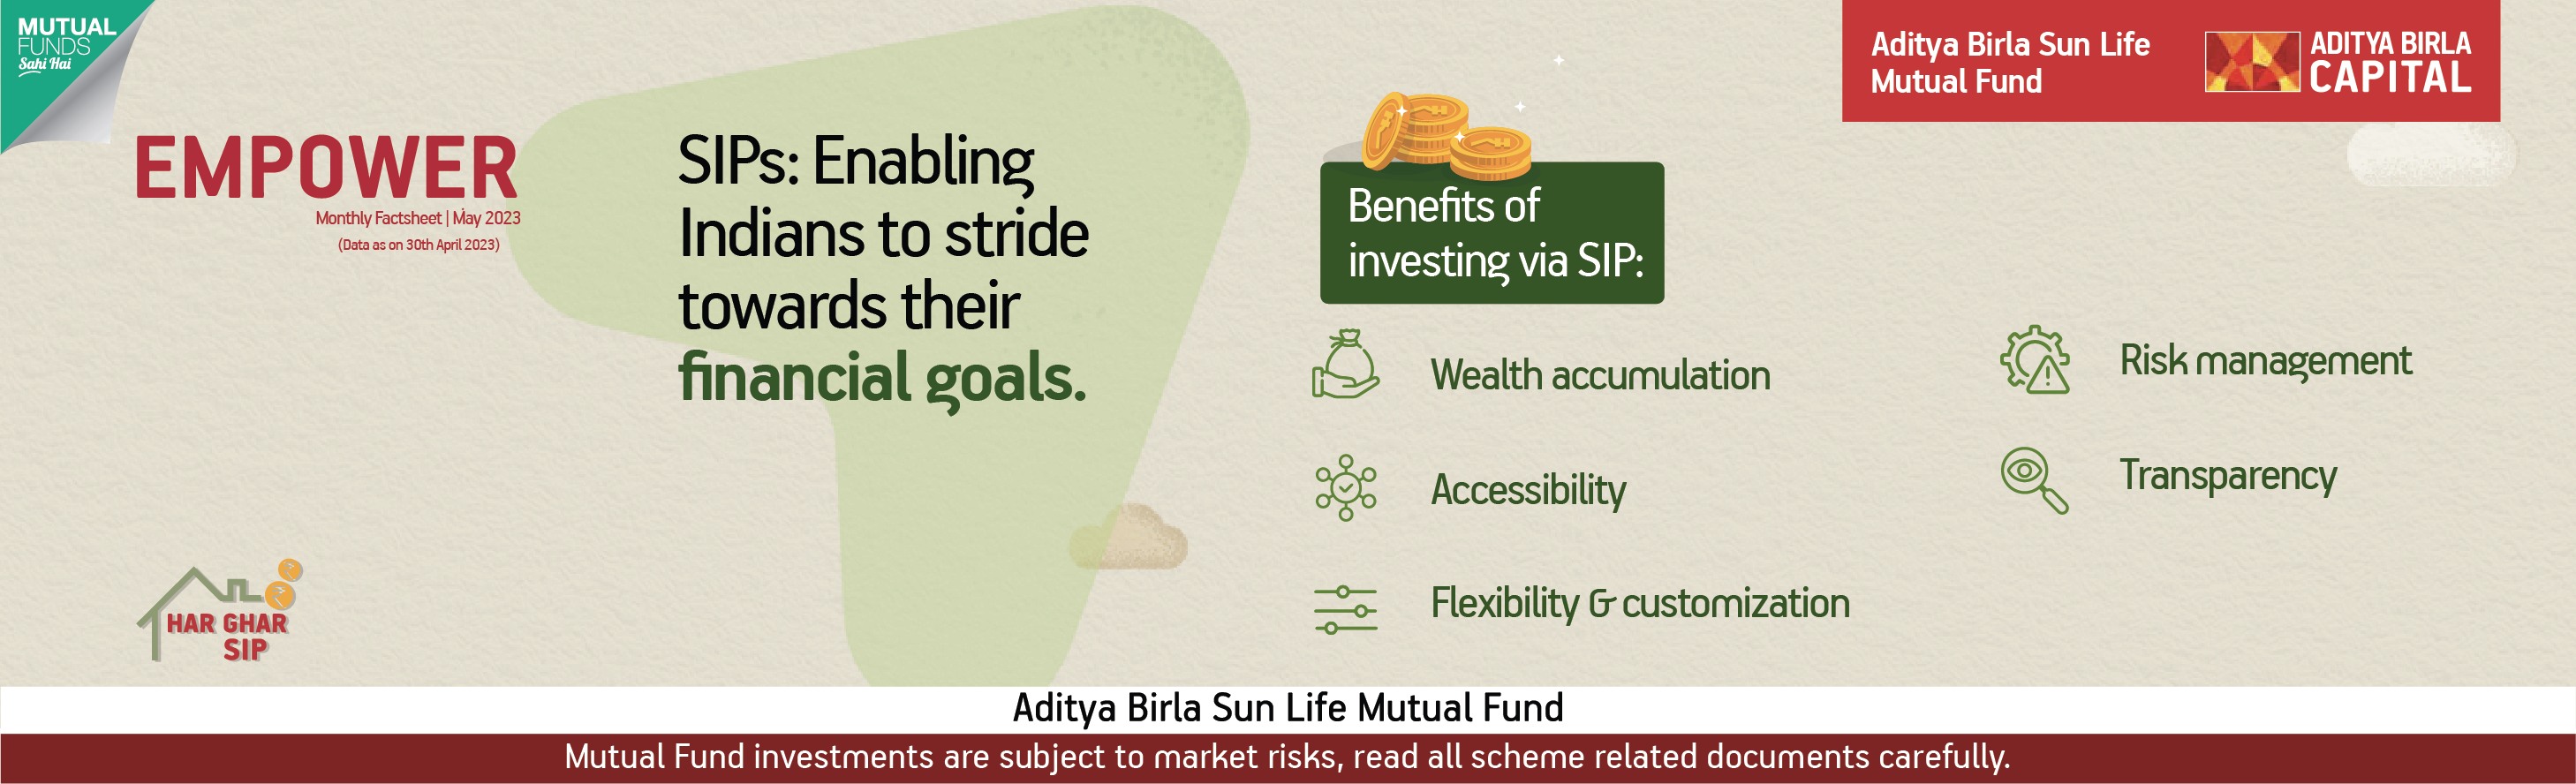 MUTUAL
FUNDS
Sahi Hai
EMPOWER
Monthly Factsheet | May 2023
(Data as on 30th April 2023)
SIPs: Enabling
Indians to stride
towards their
financial goals.
HAR GHAR
SIP
Aditya Birla Sun Life
Mutual Fund
ADITYA BIRLA
CAPITAL
Benefits of
investing via SIP:
Wealth accumulation
Accessibility
Flexibility & customization
Risk management
Transparency
Aditya Birla Sun Life Mutual Fund
Mutual Fund investments are subject to market risks, read all scheme related documents carefully.